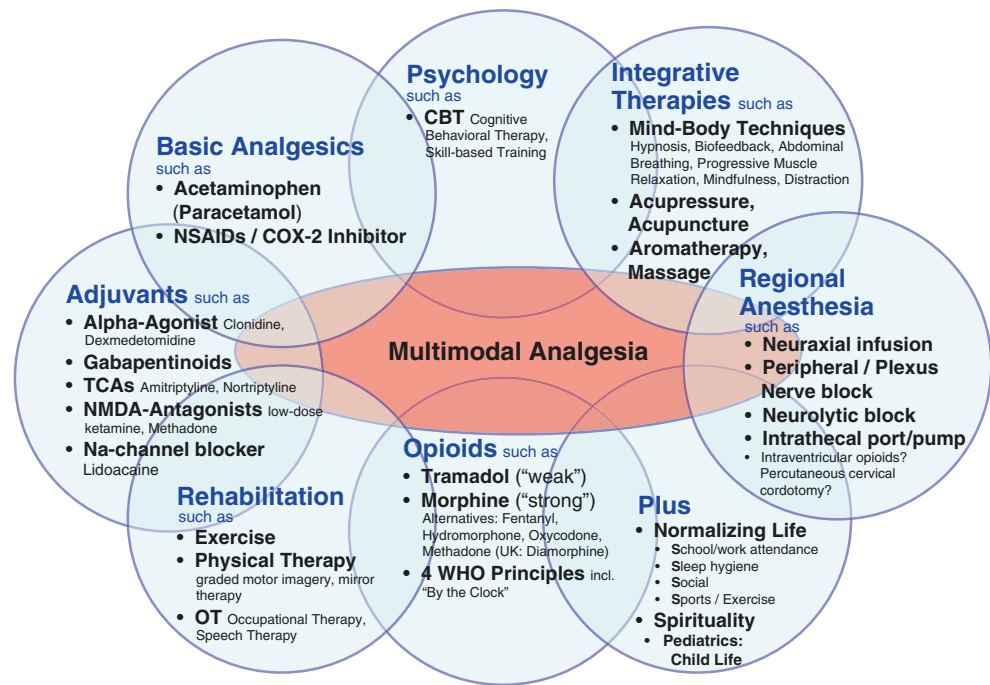 Psychology
such as
• CBT Cognitive
Behavioral Therapy,
Skill-based Training
Integrative
Therapies such as
• Mind-Body Techniques
Hypnosis, Biofeedback, Abdominal
Breathing, Progressive Muscle
Relaxation, Mindfulness, Distraction
• Acupressure,
Acupuncture
• Aromatherapy,
Massage
Basic Analgesics
such as
• Acetaminophen
(Paracetamol)
• NSAIDs / COX-2 Inhibitor
Adjuvants such as
• Alpha-Agonist Clonidine,
Dexmedetomidine
• Gabapentinoids
• TCAs Amitriptyline, Nortriptyline
• NMDA-Antagonists low-dose
ketamine, Methadone
• Na-channel blocker
Lidoacaine
Multimodal Analgesia
Regional
Anesthesia
such as
• Neuraxial infusion
• Peripheral / Plexus
Nerve block
• Neurolytic block
• Intrathecal port/pump
• Intraventricular opioids?
Percutaneous cervical
cordotomy?
Rehabilitation
such as
• Exercise
• Physical Therapy
graded motor imagery, mirror
therapy
• OT Occupational Therapy,
Speech Therapy
Opioids such as
• Tramadol (“weak”)
• Morphine (“strong”)
Alternatives: Fentanyl,
Hydromorphone, Oxycodone,
Methadone (UK: Diamorphine)
• 4 WHO Principles incl.
“By the Clock”
Plus
• Normalizing Life
• School/work attendance
• Sleep hygiene
• Social
• Sports / Exercise
• Spirituality
• Pediatrics:
Child Life